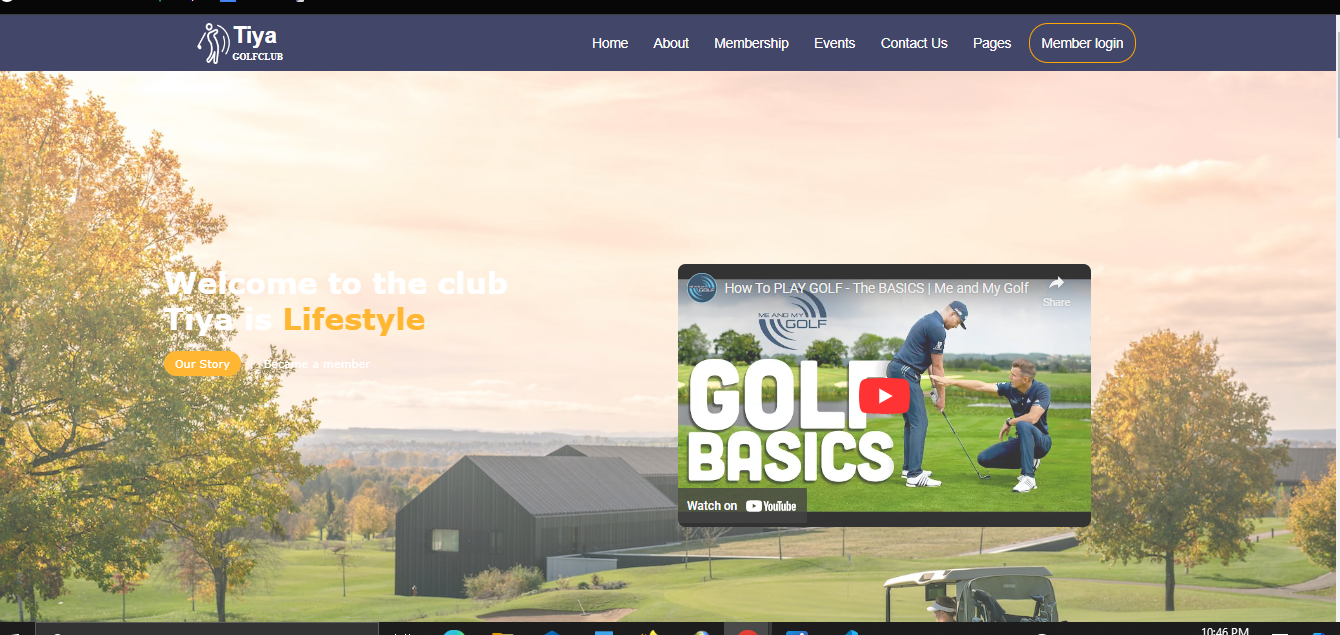 Tiya
GOLFCLUB
Home About Membership Events Contact Us Pages Member login
Welcome to the club
Tiya is Lifestyle
Our Story Became a member
How To PLAY GOLF - The BASICS | Me and My Golf
Share
ME AND MY
GOLF
GOLF
BASICS
Watch on YouTube
10:46 PM